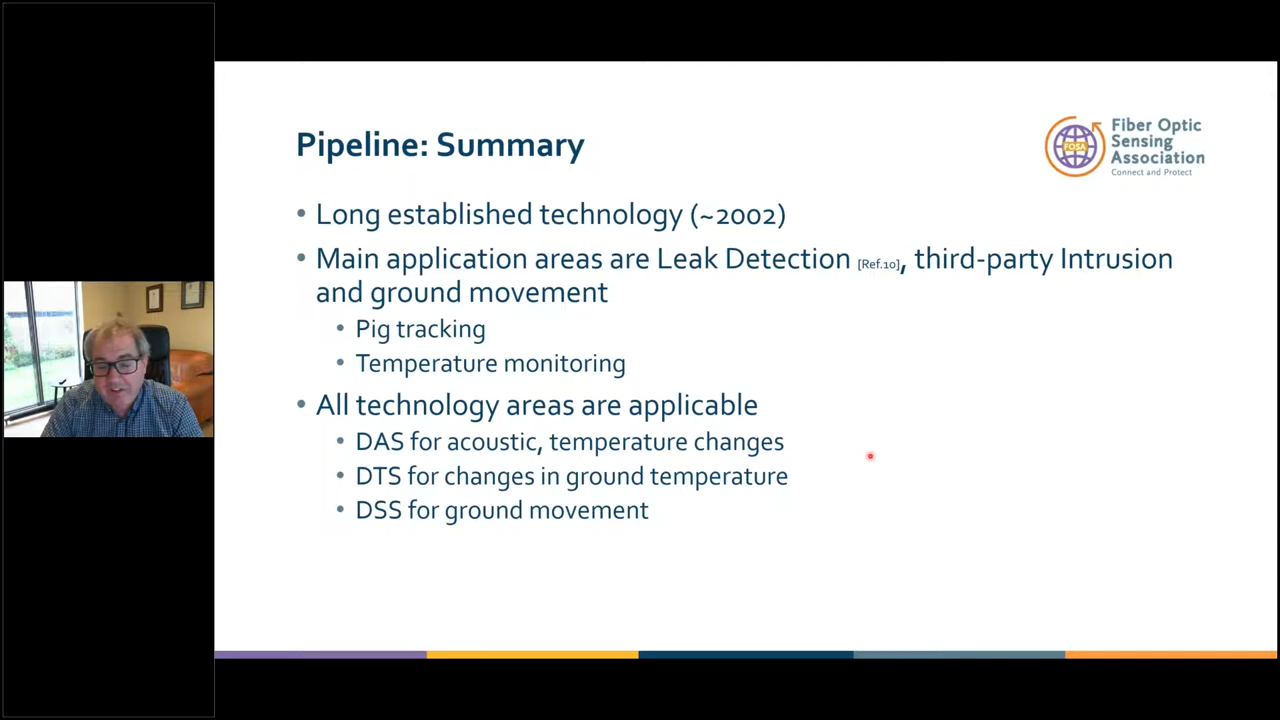 Pipeline: Summary
Fiber Optic
Sensing
Association
Connect and Protect
FOSA
• Long established technology (~2002)
• Main application areas are Leak Detection [Ref.10], third-party Intrusion
and ground movement
• Pig tracking
• Temperature monitoring
• All technology areas are applicable
• DAS for acoustic, temperature changes
• DTS for changes in ground temperature
• DSS for ground movement